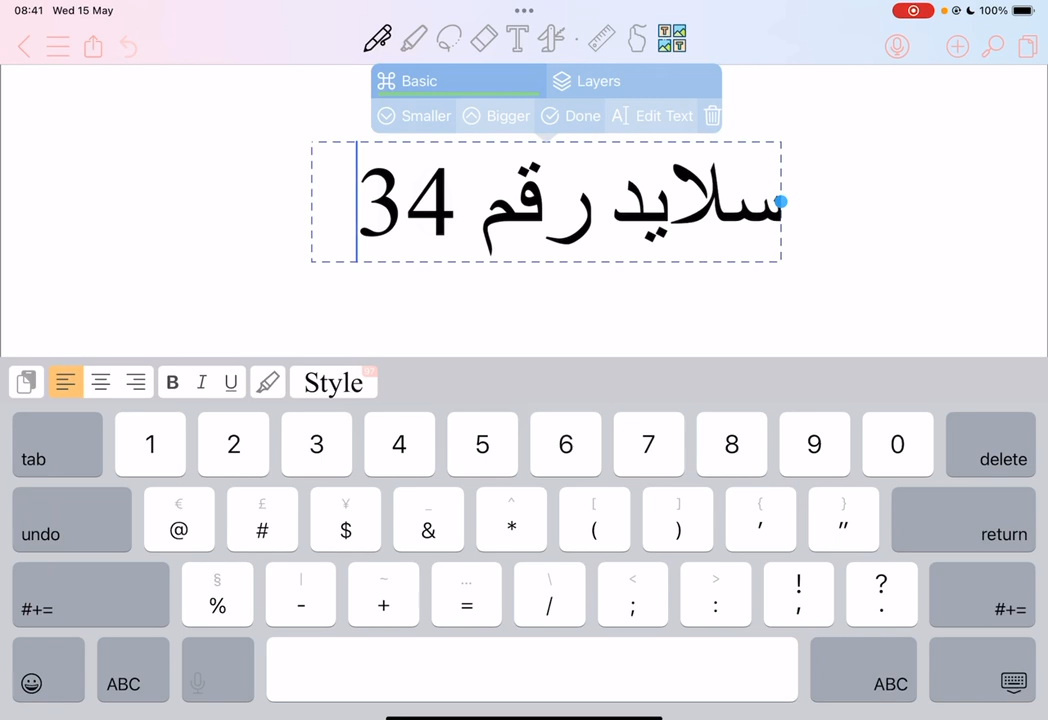 08:41 Wed 15 May
100%
Basic
Layers
Smaller
Bigger
Done
Edit Text
سلايد رقم 34
B I U
Style 97
tab 1 2 3 4 5 6 7 8 9 0 delete
€ £ ¥ _ ^ [ ] { }
undo @ # $ & * ( ) ' " return
§ | ~ … \ < > ! ?
#+= % - + = / ; : , . #+=
ABC ABC